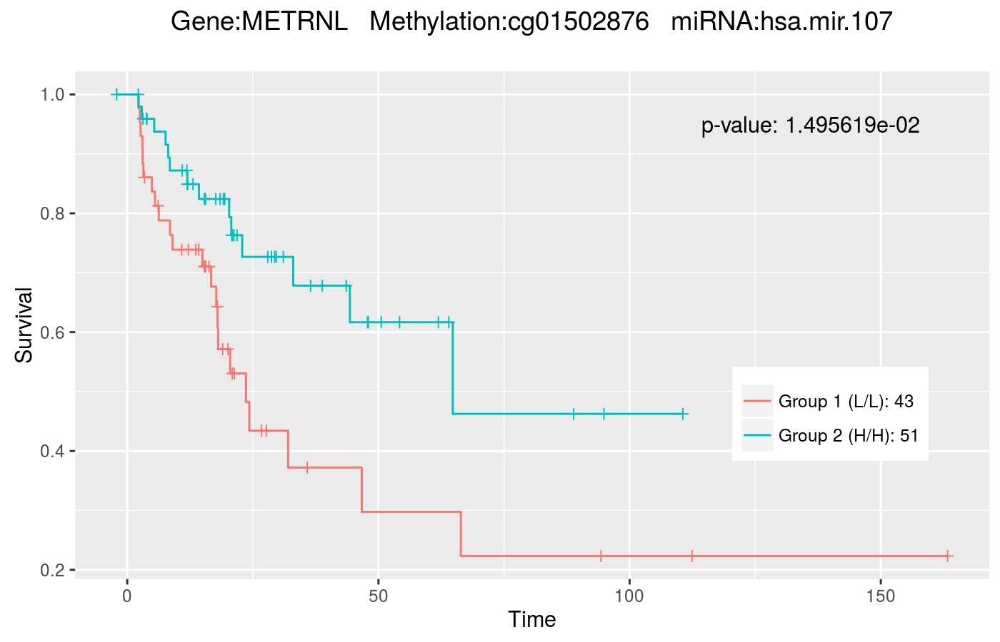 Gene:METRNL   Methylation:cg01502876   miRNA:hsa.mir.107
p-value: 1.495619e-02
Survival
1.0
0.8
0.6
0.4
0.2
Group 1 (L/L): 43
Group 2 (H/H): 51
0
50
100
150
Time